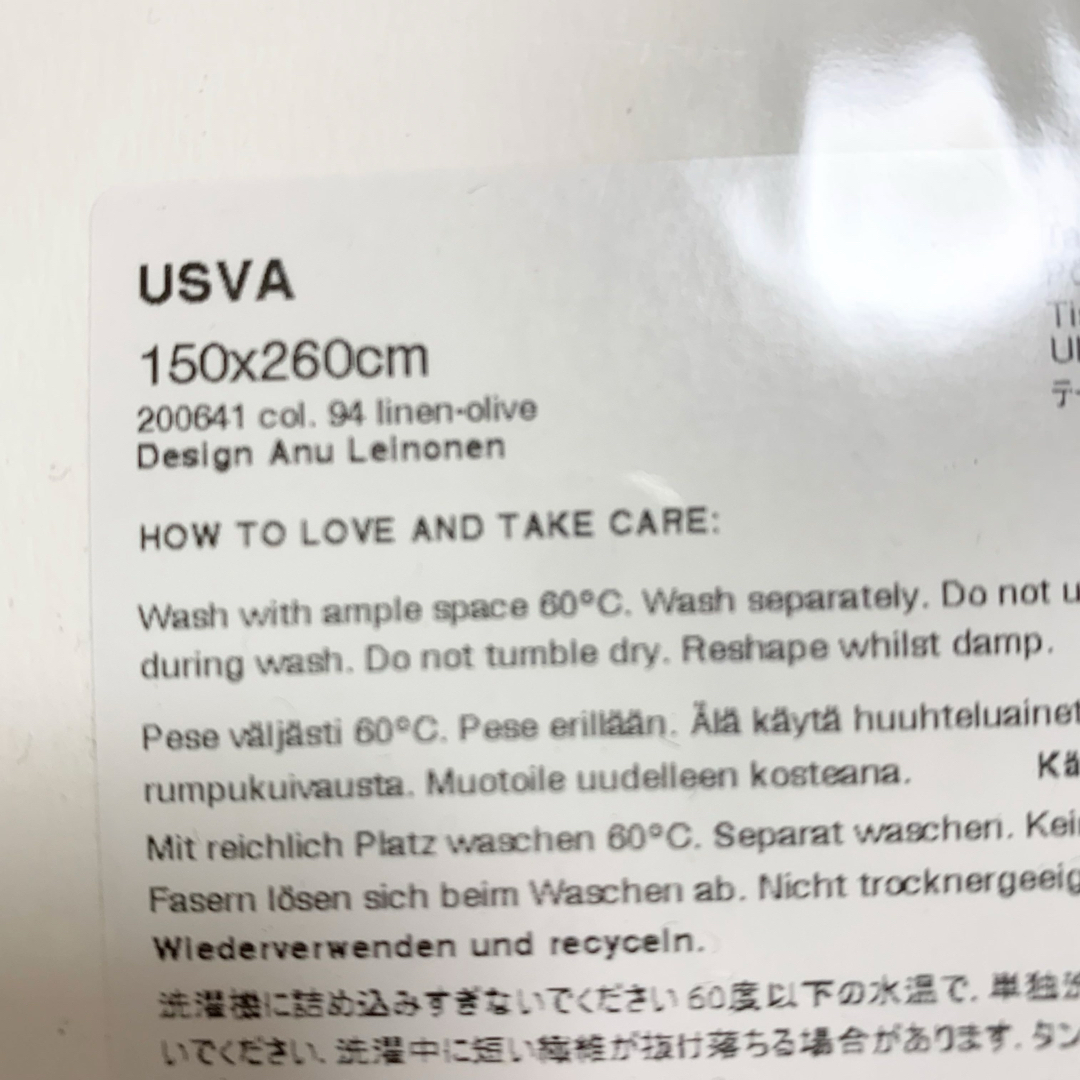 USVA
150x260cm
200641 col. 94 linen-olive
Design Anu Leinonen
HOW TO LOVE AND TAKE CARE:
Wash with ample space 60°C. Wash separately. Do not u
during wash. Do not tumble dry. Reshape whilst damp.
Pese väljästi 60°C. Pese erillään. Älä käytä huuhteluainet
rumpukuivausta. Muotoile uudelleen kosteana. Kä
Mit reichlich Platz waschen 60°C. Separat waschen. Kei
Fasern lösen sich beim Waschen ab. Nicht trocknergeeig
Wiederverwenden und recyceln.
洗濯機に詰め込みすぎないでください 60度以下の水温で、単独洗
いでください、洗濯中に短い繊維が抜け落ちる場合があります。タン